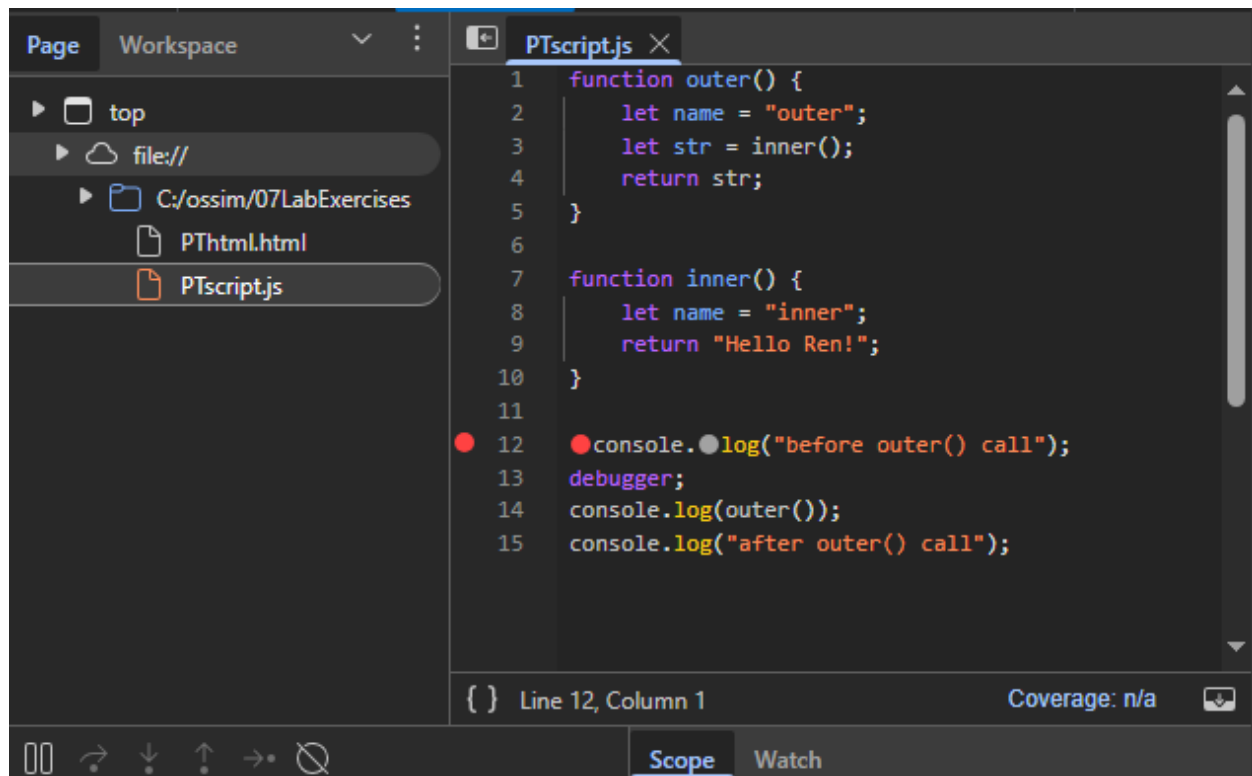 Page Workspace
top
file://
C:/ossim/07LabExercises
PThtml.html
PTscript.js
PTscript.js
1 function outer() {
2     let name = "outer";
3     let str = inner();
4     return str;
5 }
6
7 function inner() {
8     let name = "inner";
9     return "Hello Ren!";
10 }
11
12 console.log("before outer() call");
13 debugger;
14 console.log(outer());
15 console.log("after outer() call");
{ } Line 12, Column 1 Coverage: n/a
Scope Watch